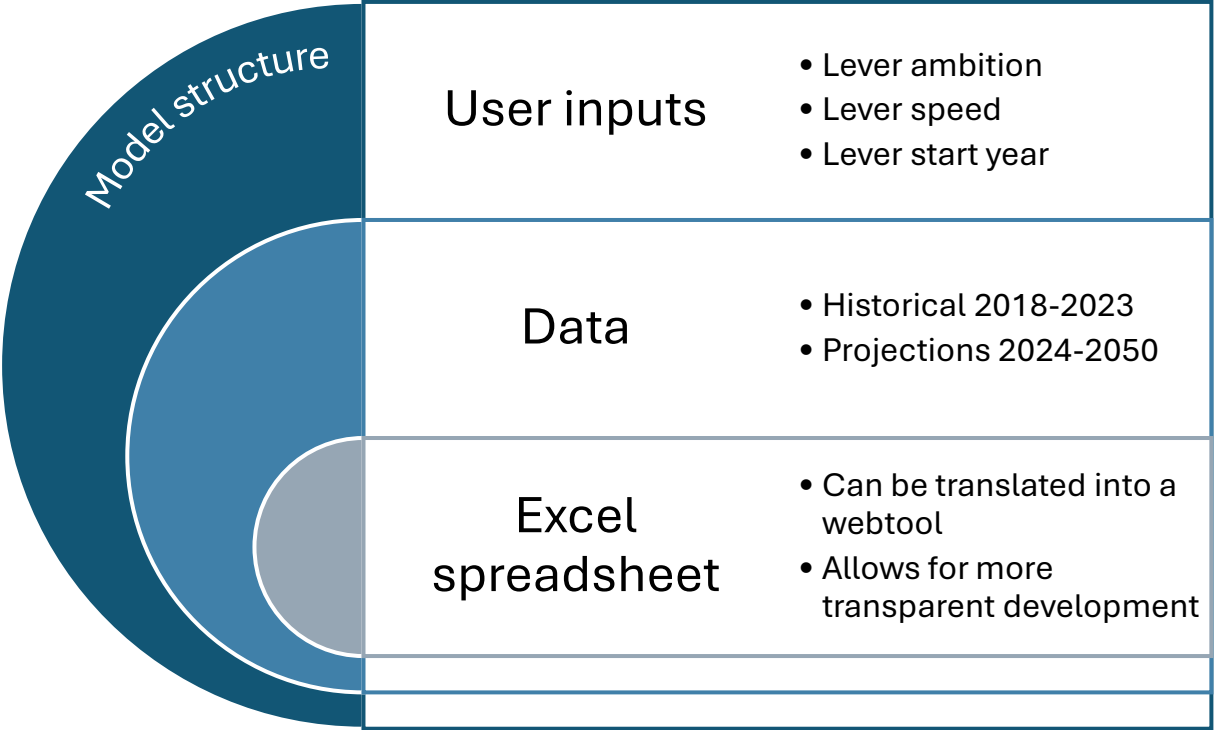 Model structure
User inputs
• Lever ambition
• Lever speed
• Lever start year
Data
• Historical 2018-2023
• Projections 2024-2050
Excel
spreadsheet
• Can be translated into a
webtool
• Allows for more
transparent development